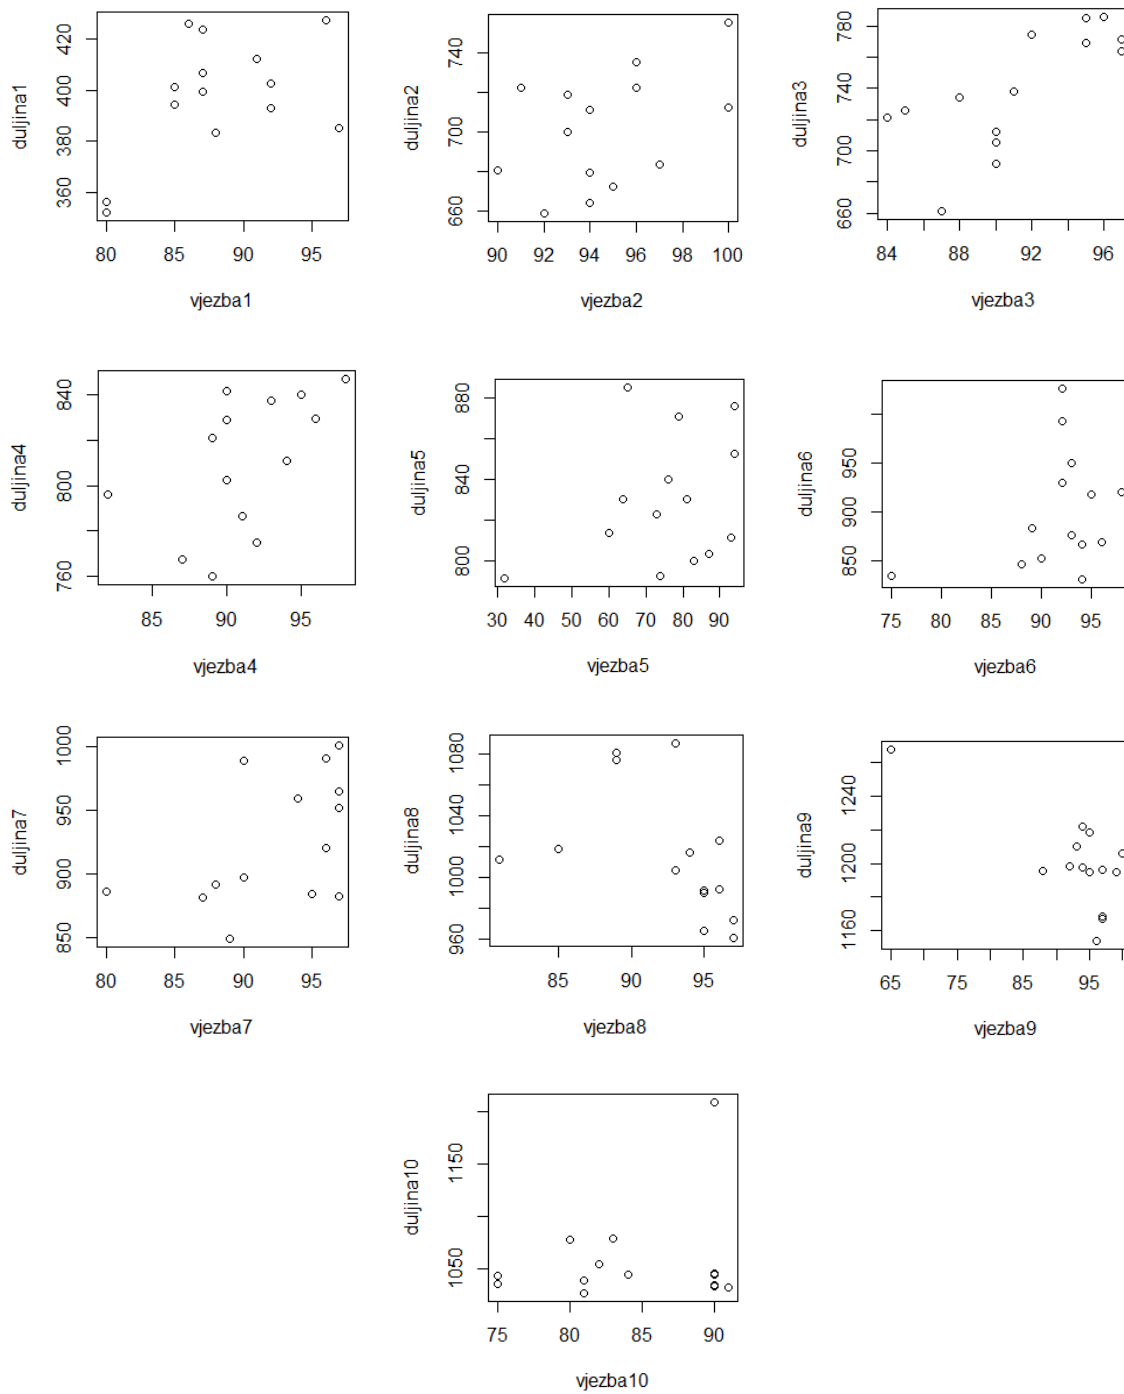 duljina1
360 380 400 420
80 85 90 95
vjezba1
duljina2
660 700 740
90 92 94 96 98 100
vjezba2
duljina3
660 700 740 780
84 88 92 96
vjezba3
duljina4
760 800 840
85 90 95
vjezba4
duljina5
800 840 880
30 40 50 60 70 80 90
vjezba5
duljina6
850 900 950
75 80 85 90 95
vjezba6
duljina7
850 900 950 1000
80 85 90 95
vjezba7
duljina8
960 1000 1040 1080
85 90 95
vjezba8
duljina9
1160 1200 1240
65 75 85 95
vjezba9
duljina10
1050 1150
75 80 85 90
vjezba10